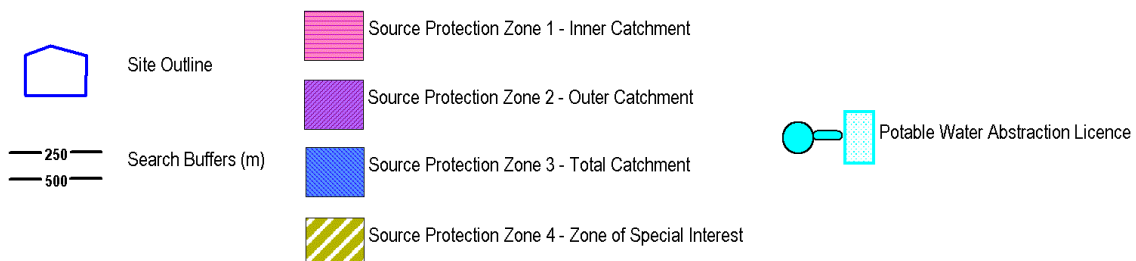 Site Outline
250
500
Search Buffers (m)
Source Protection Zone 1 - Inner Catchment
Source Protection Zone 2 - Outer Catchment
Source Protection Zone 3 - Total Catchment
Source Protection Zone 4 - Zone of Special Interest
Potable Water Abstraction Licence